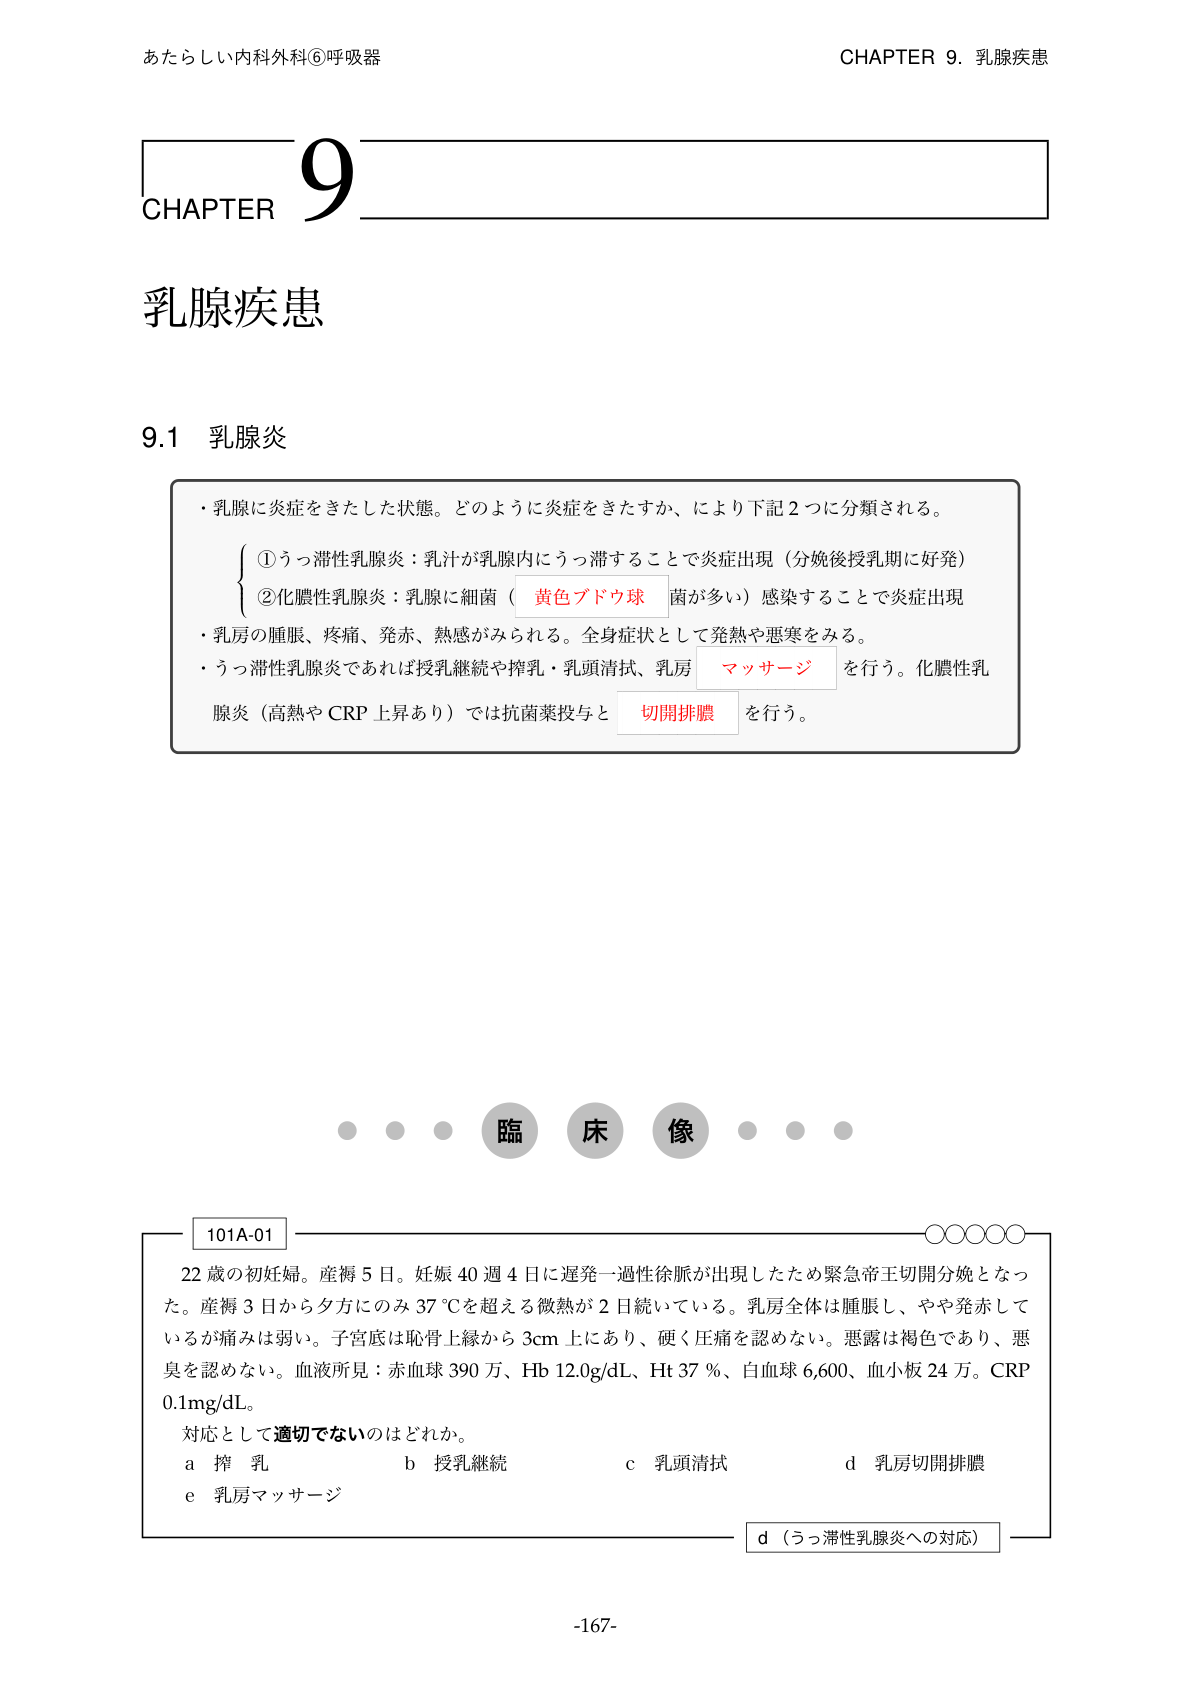 あたらしい内科外科⑥呼吸器
CHAPTER 9. 乳腺疾患
CHAPTER 9
乳腺疾患
9.1 乳腺炎
・乳腺に炎症をきたした状態。どのように炎症をきたすか、により下記 2 つに分類される。
①うっ滞性乳腺炎：乳汁が乳腺内にうっ滞することで炎症出現（分娩後授乳期に好発）
②化膿性乳腺炎：乳腺に細菌（ 黄色ブドウ球 菌が多い）感染することで炎症出現
・乳房の腫脹、疼痛、発赤、熱感がみられる。全身症状として発熱や悪寒をみる。
・うっ滞性乳腺炎であれば授乳継続や搾乳・乳頭清拭、乳房 マッサージ を行う。化膿性乳
腺炎（高熱や CRP 上昇あり）では抗菌薬投与と 切開排膿 を行う。
臨 床 像
101A-01
22 歳の初妊婦。産褥 5 日。妊娠 40 週 4 日に遅発一過性徐脈が出現したため緊急帝王切開分娩となっ
た。産褥 3 日から夕方にのみ 37 ℃を超える微熱が 2 日続いている。乳房全体は腫脹し、やや発赤して
いるが痛みは弱い。子宮底は恥骨上縁から 3cm 上にあり、硬く圧痛を認めない。悪露は褐色であり、悪
臭を認めない。血液所見：赤血球 390 万、Hb 12.0g/dL、Ht 37 %、白血球 6,600、血小板 24 万。CRP
0.1mg/dL。
対応として適切でないのはどれか。
a 搾 乳 b 授乳継続 c 乳頭清拭 d 乳房切開排膿
e 乳房マッサージ
d （うっ滞性乳腺炎への対応）
-167-